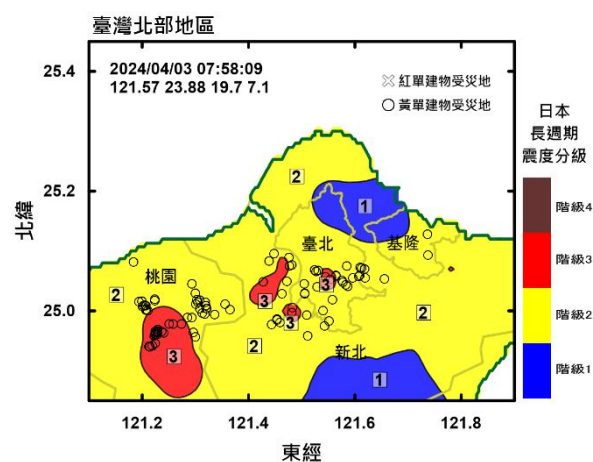 臺灣北部地區
2024/04/03 07:58:09
121.57 23.88 19.7 7.1
紅單建物受災地
黃單建物受災地
日本
長週期
震度分級
階級4
階級3
階級2
階級1
北緯
25.4
25.2
25.0
2
1
臺北
基隆
桃園
3
2
3
3
2
2
3
新北
1
121.2
121.4
121.6
121.8
東經